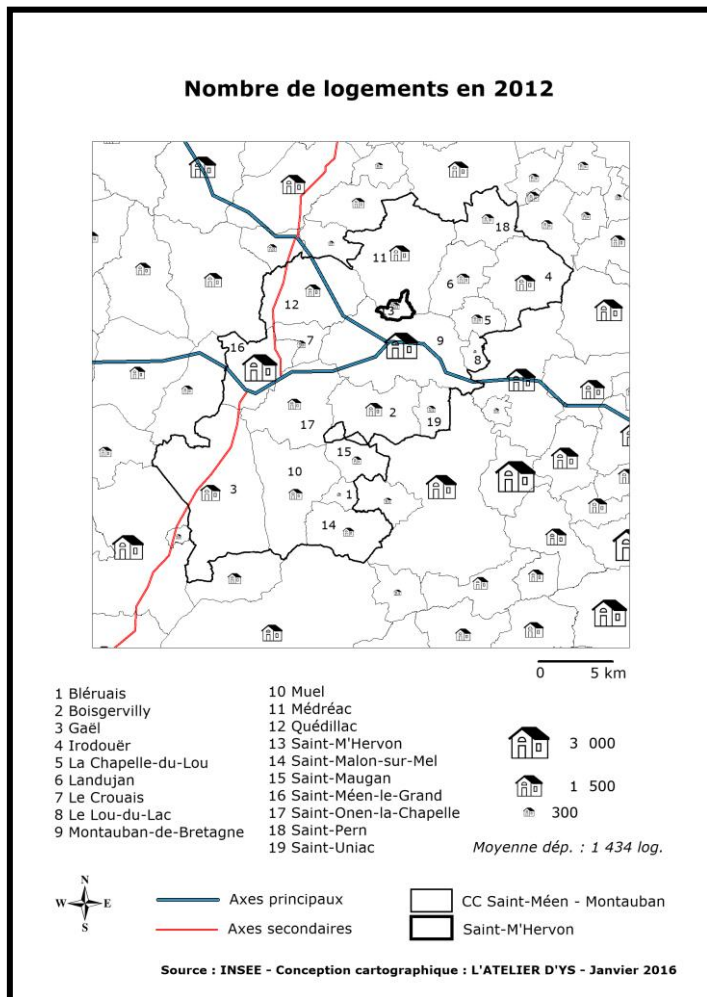 Nombre de logements en 2012
18
11
4
6
12
3
5
9
7
16
8
2
19
17
15
10
3
1
14
0 5 km
1 Bléruais
2 Boisgervilly
3 Gaël
4 Irodouër
5 La Chapelle-du-Lou
6 Landujan
7 Le Crouais
8 Le Lou-du-Lac
9 Montauban-de-Bretagne
10 Muel
11 Médréac
12 Quédillac
13 Saint-M'Hervon
14 Saint-Malon-sur-Mel
15 Saint-Maugan
16 Saint-Méen-le-Grand
17 Saint-Onen-la-Chapelle
18 Saint-Pern
19 Saint-Uniac
3 000
1 500
300
Moyenne dép. : 1 434 log.
N
W E
S
Axes principaux
Axes secondaires
CC Saint-Méen - Montauban
Saint-M'Hervon
Source : INSEE - Conception cartographique : L'ATELIER D'YS - Janvier 2016